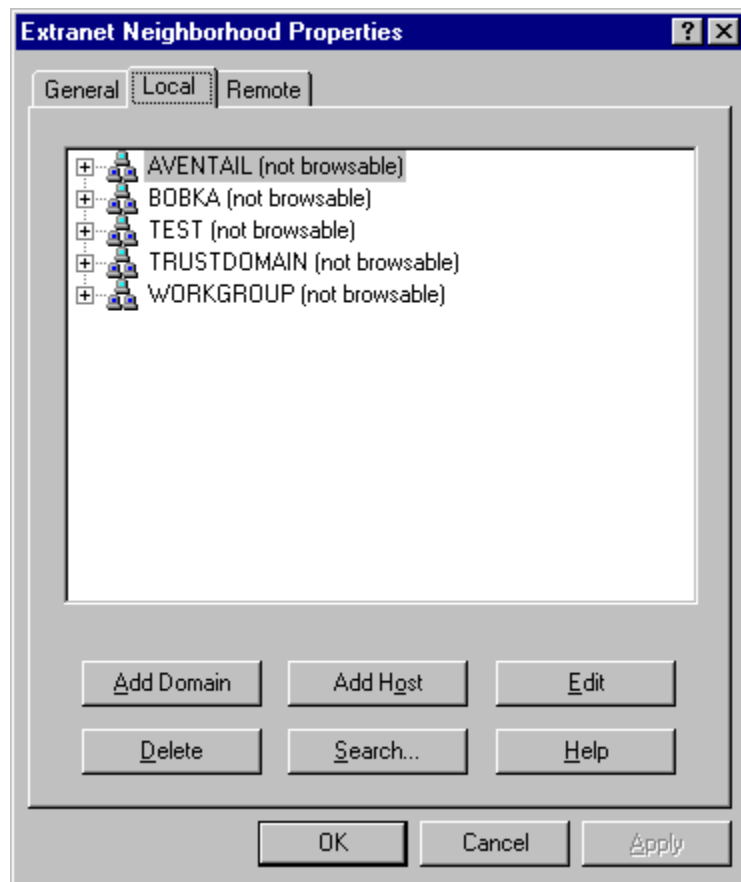 Extranet Neighborhood Properties
General Local Remote
AVENTAIL (not browsable)
BOBKA (not browsable)
TEST (not browsable)
TRUSTDOMAIN (not browsable)
WORKGROUP (not browsable)
Add Domain Add Host Edit
Delete Search... Help
OK Cancel Apply